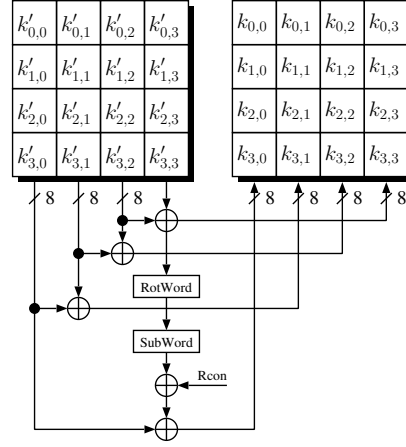 k′₀,₀ k′₀,₁ k′₀,₂ k′₀,₃ k₀,₀ k₀,₁ k₀,₂ k₀,₃
k′₁,₀ k′₁,₁ k′₁,₂ k′₁,₃ k₁,₀ k₁,₁ k₁,₂ k₁,₃
k′₂,₀ k′₂,₁ k′₂,₂ k′₂,₃ k₂,₀ k₂,₁ k₂,₂ k₂,₃
k′₃,₀ k′₃,₁ k′₃,₂ k′₃,₃ k₃,₀ k₃,₁ k₃,₂ k₃,₃
8 8 8 8 8 8 8
RotWord
SubWord
Rcon